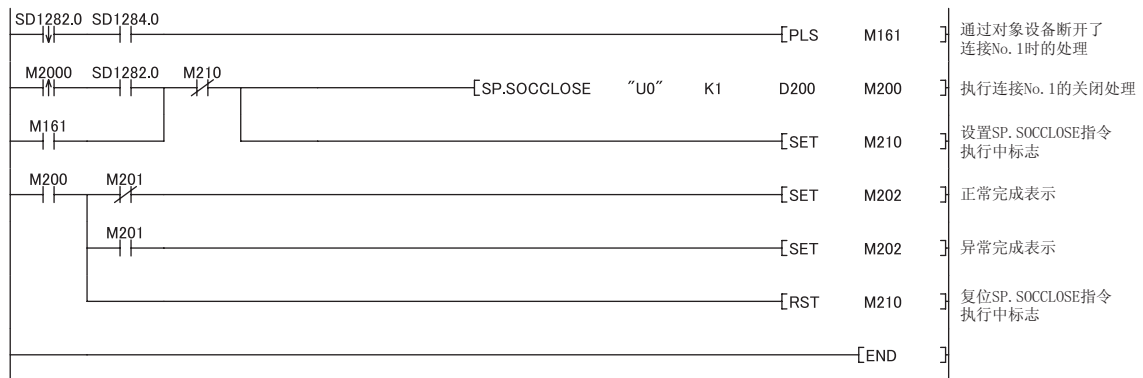 SD1282.0 SD1284.0
[PLS M161 ]
通过对象设备断开了
连接No.1时的处理
M2000 SD1282.0 M210
[SP.SOCCLOSE "U0" K1 D200 M200 ]
执行连接No.1的关闭处理
M161
[SET M210 ]
设置SP.SOCCLOSE指令
执行中标志
M200 M201
[SET M202 ]
正常完成表示
M201
[SET M202 ]
异常完成表示
[RST M210 ]
复位SP.SOCCLOSE指令
执行中标志
[END ]